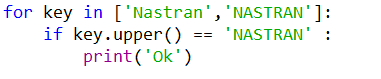 for key in ['Nastran','NASTRAN']:
    if key.upper() == 'NASTRAN' :
        print('Ok')